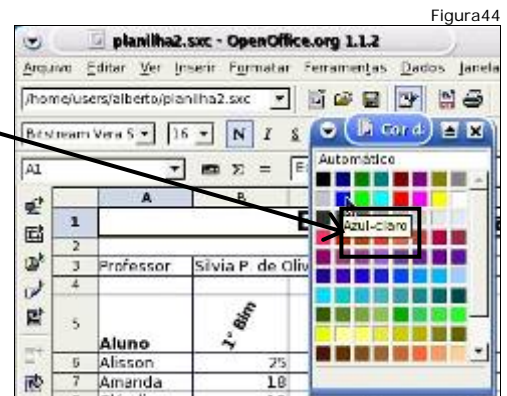 Figura44
planilha2.sxc - OpenOffice.org 1.1.2
Arquivo Editar Ver Inserir Formatar Ferramentas Dados Janela
/home/users/alberto/planilha2.sxc
Bitstream Vera S 16 N I S Cor d
A1 Σ =
Automático
A B
1 E
Azul-claro
2
3 Professor Silvia P. de Oliv
4
5 Aluno 1° Bim
6 Alisson 25
7 Amanda 18